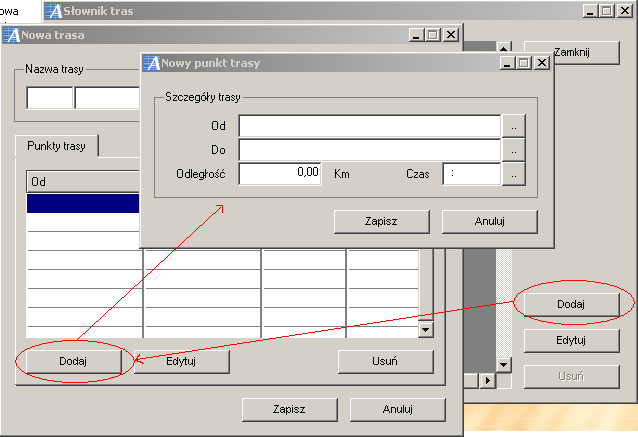 owa
Słownik tras
Nowa trasa
Nowy punkt trasy
Zamknij
Nazwa trasy
Szczegóły trasy
Od
..
Do
..
Odległość 0,00 Km Czas : ..
Zapisz Anuluj
Punkty trasy
Od
Dodaj
Edytuj
Usuń
Dodaj Edytuj Usuń
Zapisz Anuluj